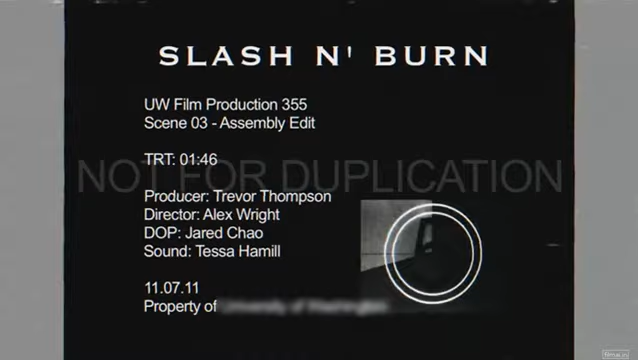 SLASH N' BURN
UW Film Production 355
Scene 03 - Assembly Edit
TRT: 01:46
NOT FOR DUPLICATION
Producer: Trevor Thompson
Director: Alex Wright
DOP: Jared Chao
Sound: Tessa Hamill
11.07.11
Property of